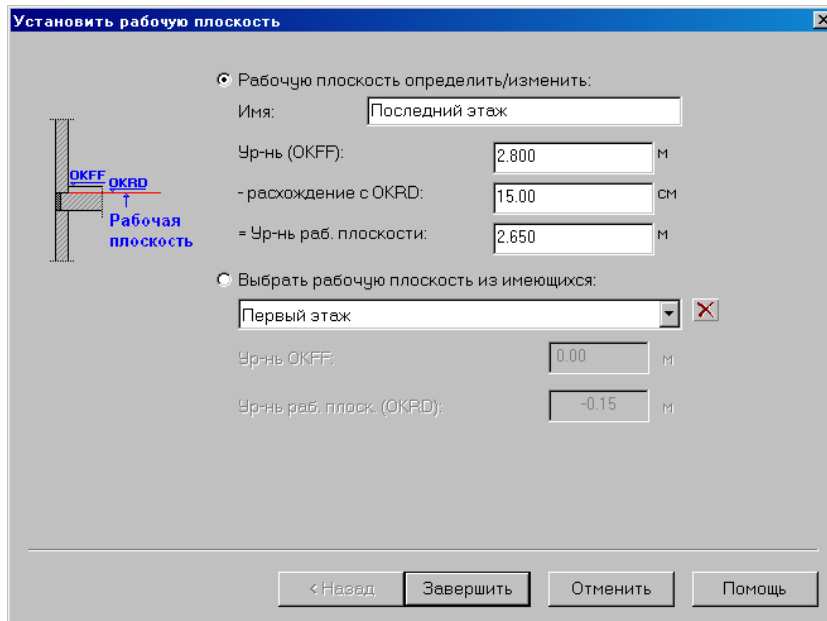 Установить рабочую плоскость
Рабочую плоскость определить/изменить:
Имя: Последний этаж
Ур-нь (OKFF): 2.800 м
- расхождение с OKRD: 15.00 см
= Ур-нь раб. плоскости: 2.650 м
OKFF OKRD
Рабочая
плоскость
Выбрать рабочую плоскость из имеющихся:
Первый этаж
Ур-нь OKFF: 0.00 м
Ур-нь раб. плоск. (OKRD): -0.15 м
< Назад Завершить Отменить Помощь